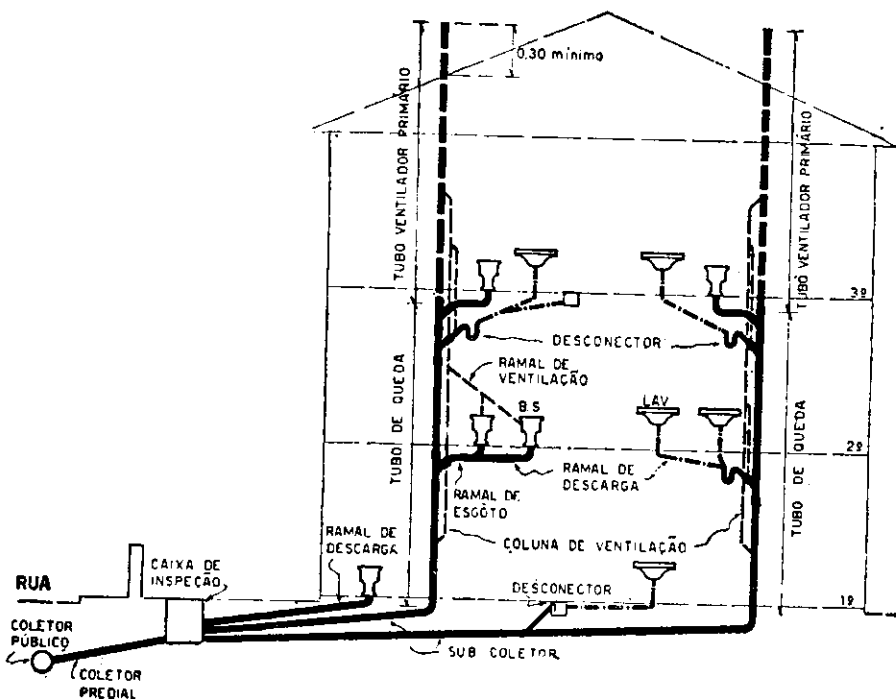 0.30 mínimo
TUBO VENTILADOR PRIMÁRIO
TUBO VENTILADOR PRIMÁRIO
3º
DESCONECTOR
RAMAL DE
VENTILAÇÃO
B.S
LAV
TUBO DE QUEDA
TUBO DE QUEDA
2º
RAMAL DE
DESCARGA
RAMAL DE
ESGÔTO
RAMAL DE
DESCARGA
COLUNA DE VENTILAÇÃO
CAIXA DE
INSPEÇÃO
RUA
DESCONECTOR
1º
COLETOR
PÚBLICO
SUB COLETOR
COLETOR
PREDIAL